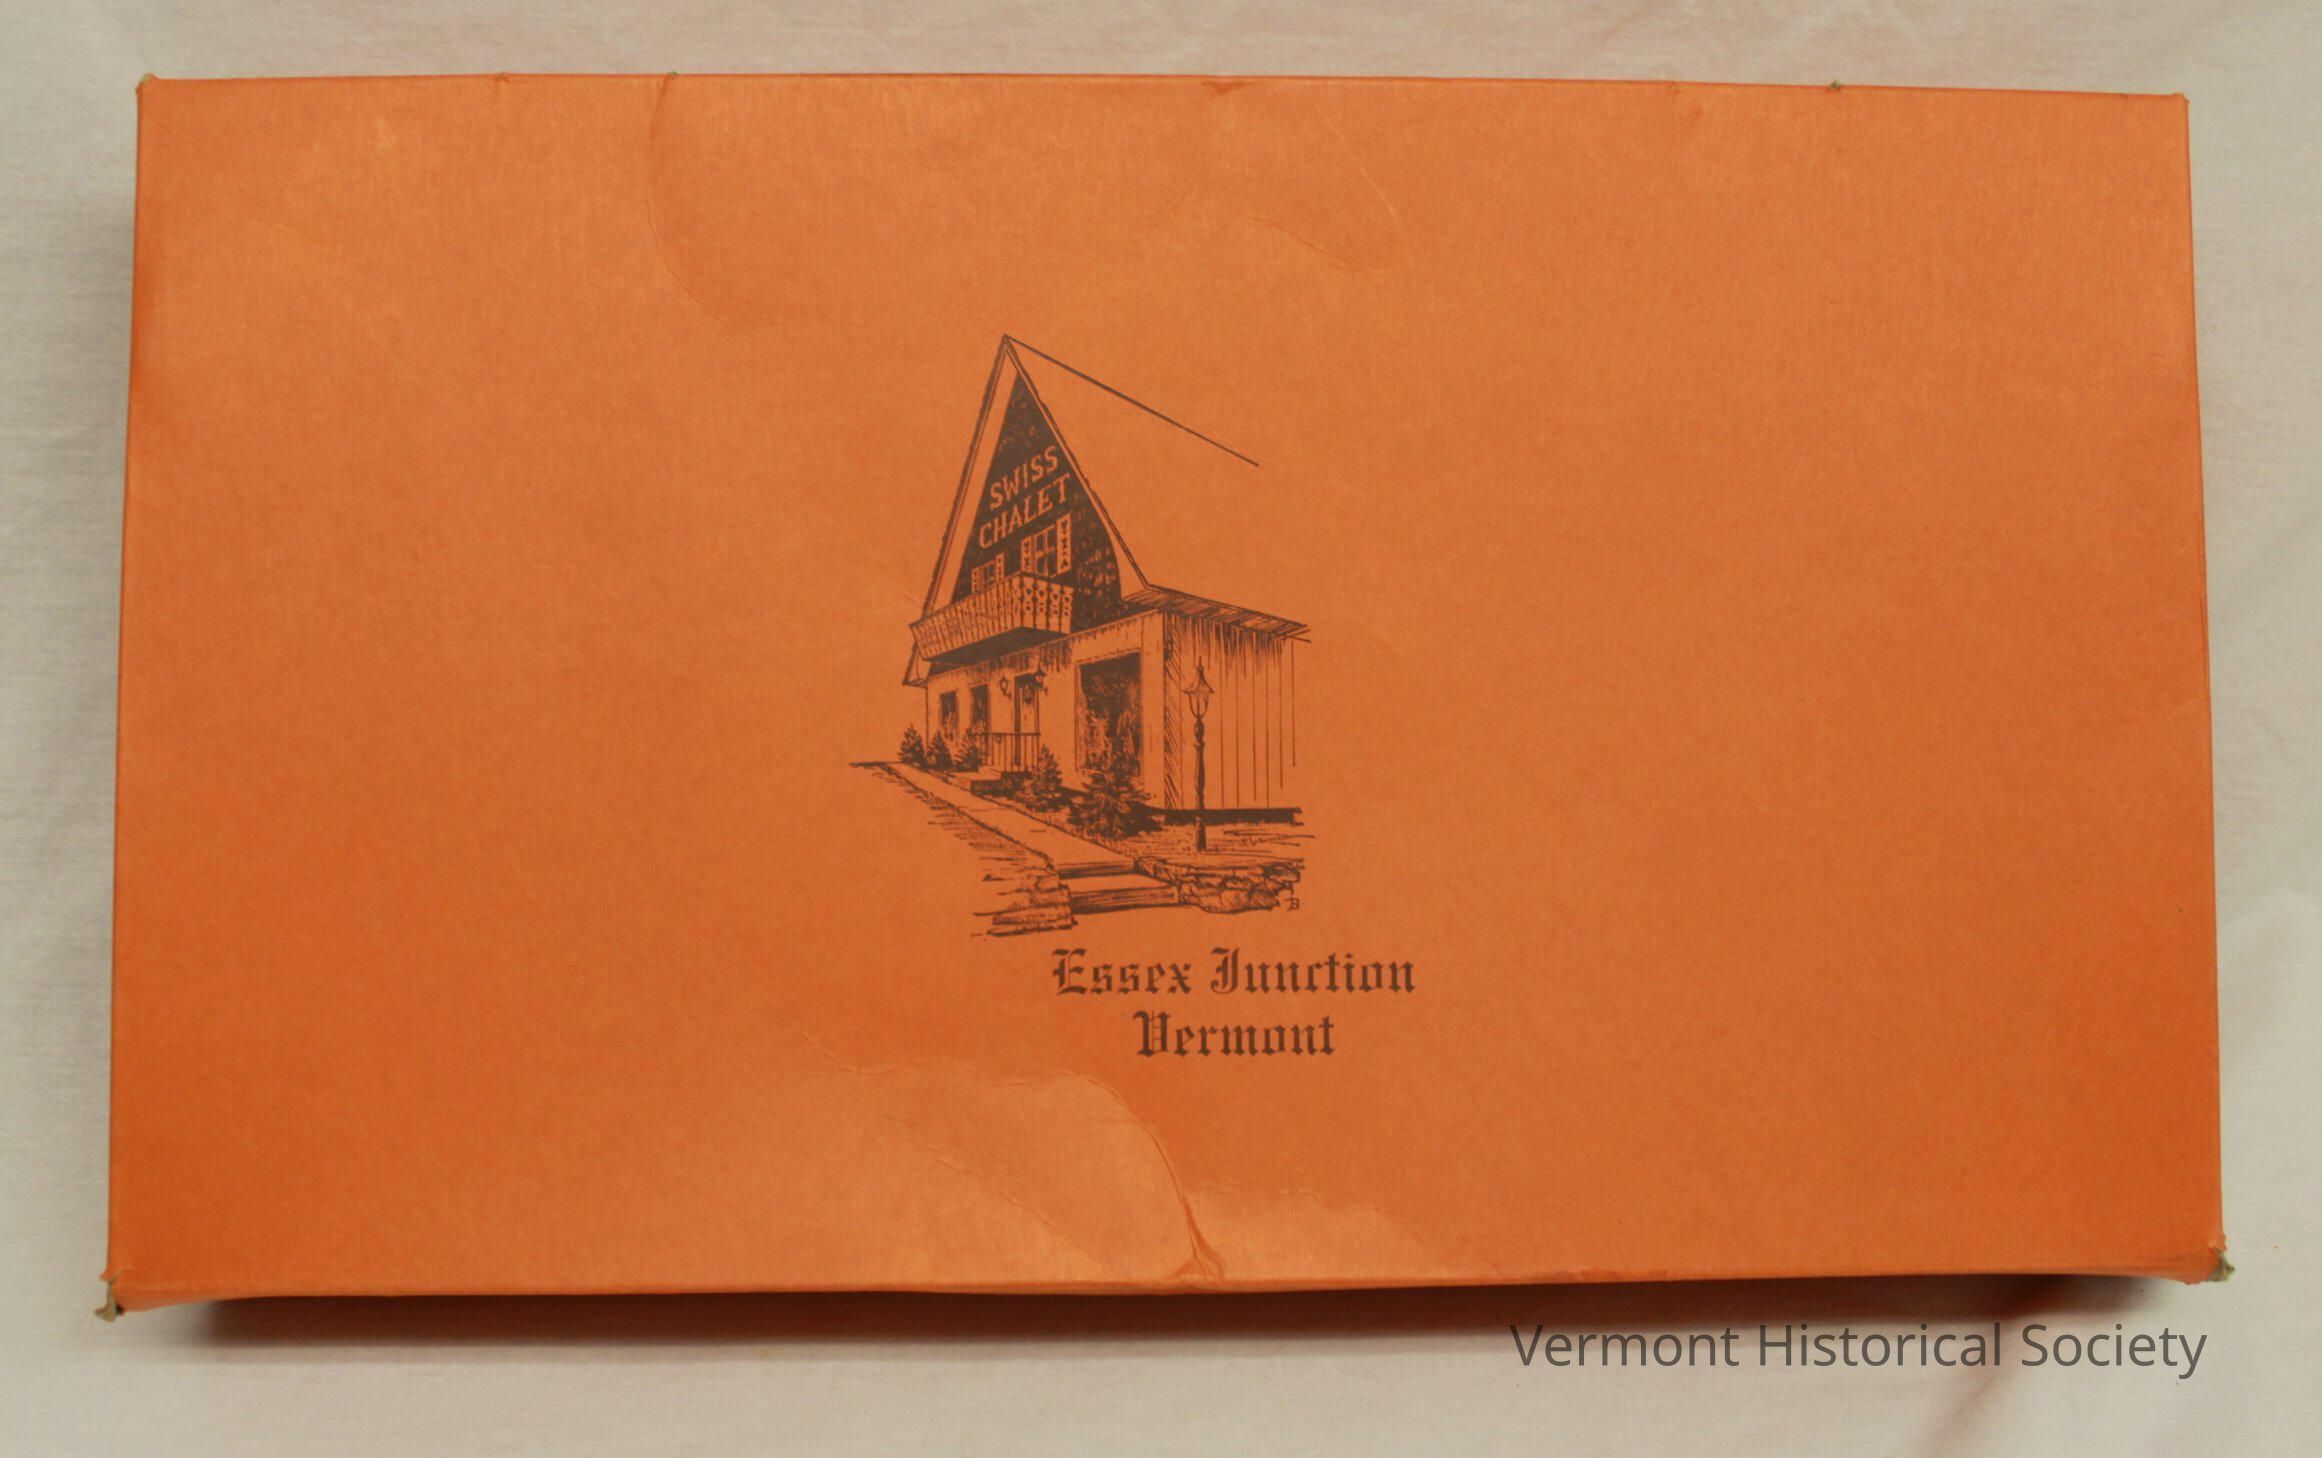 SWISS
CHALET
Essex Junction
Vermont
Vermont Historical Society